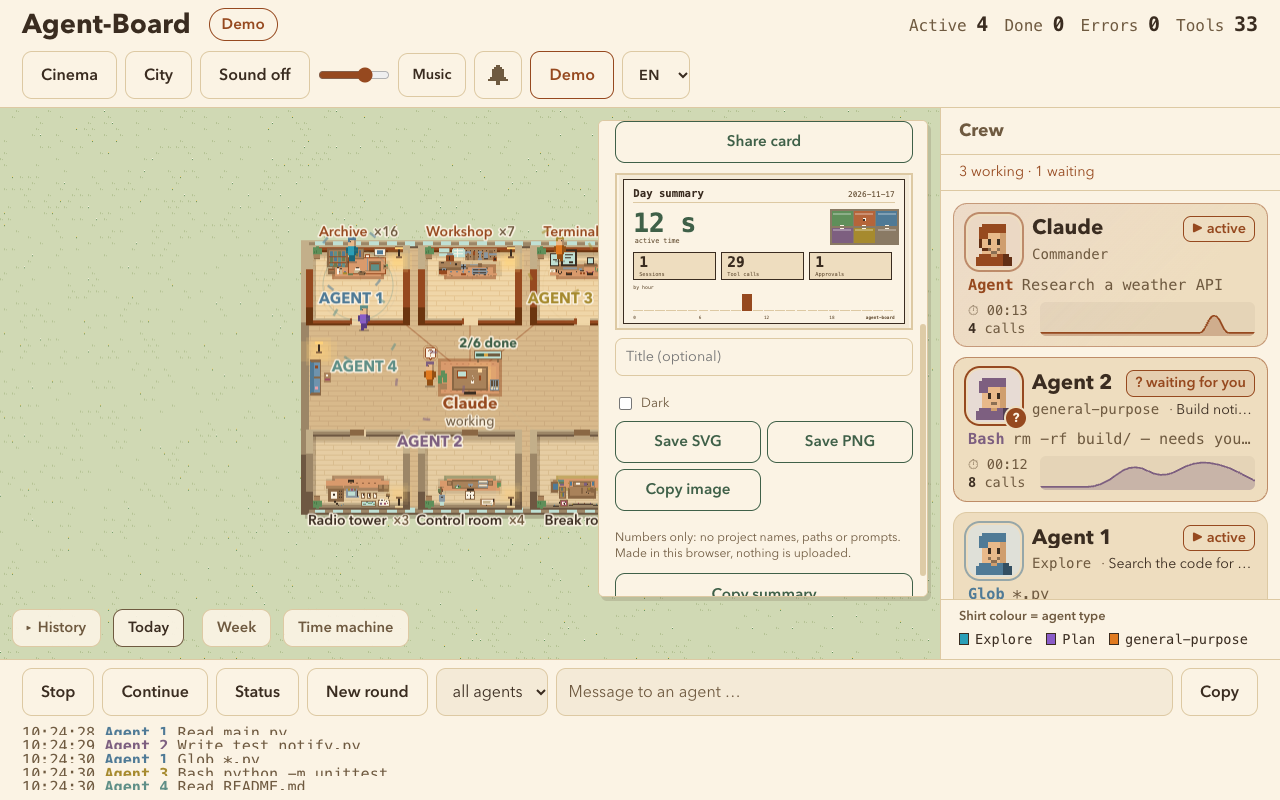 Agent-Board
Demo
Active 4 Done 0 Errors 0 Tools 33
Cinema
City
Sound off
Music
Demo
EN
Archive ×16
Workshop ×7
Terminal
AGENT 1
AGENT 3
2/6 done
AGENT 4
Claude
working
AGENT 2
Radio tower ×3
Control room ×4
Break ro
Share card
Day summary
2026-11-17
12 s
active time
1
Sessions
29
Tool calls
1
Approvals
by hour
0 6 12 18
agent-board
Title (optional)
Dark
Save SVG
Save PNG
Copy image
Numbers only: no project names, paths or prompts.
Made in this browser, nothing is uploaded.
Copy summary
Crew
3 working · 1 waiting
Claude
▶ active
Commander
Agent Research a weather API
00:13
4 calls
Agent 2
? waiting for you
general-purpose · Build noti…
?
Bash rm -rf build/ — needs you…
00:12
8 calls
Agent 1
▶ active
Explore · Search the code for …
Glob *.py
Shirt colour = agent type
Explore
Plan
general-purpose
▸ History
Today
Week
Time machine
Stop
Continue
Status
New round
all agents
Message to an agent …
Copy
10:24:28 Agent 1 Read main.py
10:24:29 Agent 2 Write test_notify.py
10:24:30 Agent 1 Glob *.py
10:24:30 Agent 3 Bash python -m unittest
10:24:30 Agent 4 Read README.md